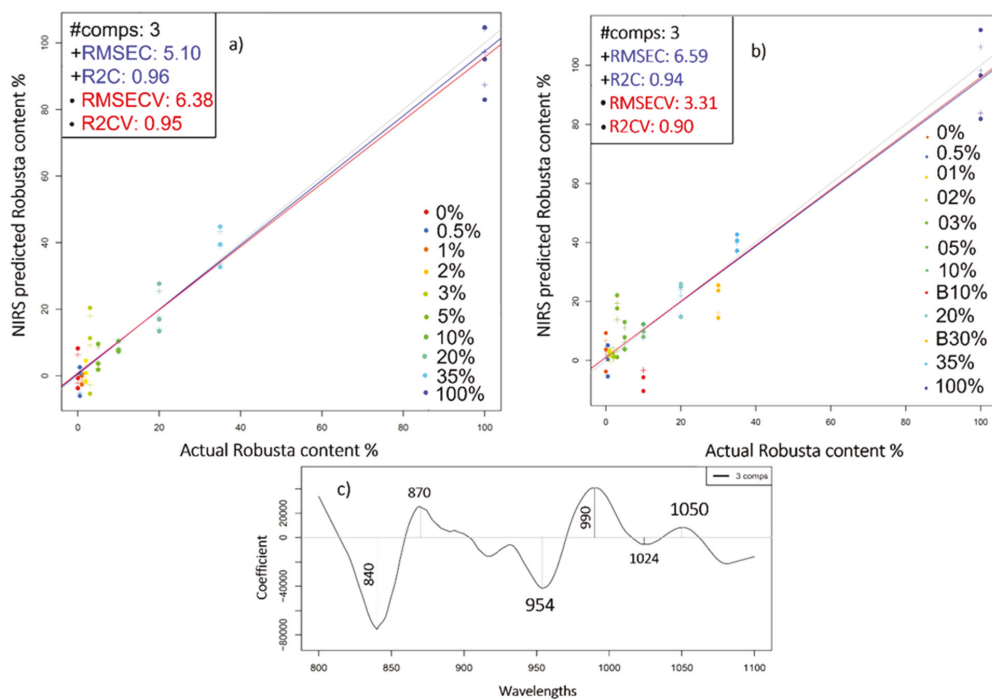 #comps: 3
+RMSEC: 5.10
+R2C: 0.96
• RMSECV: 6.38
• R2CV: 0.95
a)
NIRS predicted Robusta content %
100
80
60
40
20
0
0%
0.5%
1%
2%
3%
5%
10%
20%
35%
100%
0 20 40 60 80 100
Actual Robusta content %
#comps: 3
+RMSEC: 6.59
+R2C: 0.94
• RMSECV: 3.31
• R2CV: 0.90
b)
NIRS predicted Robusta content %
100
80
60
40
20
0
0%
0.5%
01%
02%
03%
05%
10%
B10%
20%
B30%
35%
100%
0 20 40 60 80 100
Actual Robusta content %
c)
3 comps
Coefficient
20000
0
-40000
-80000
840
870
954
990
1024
1050
800 850 900 950 1000 1050 1100
Wavelengths